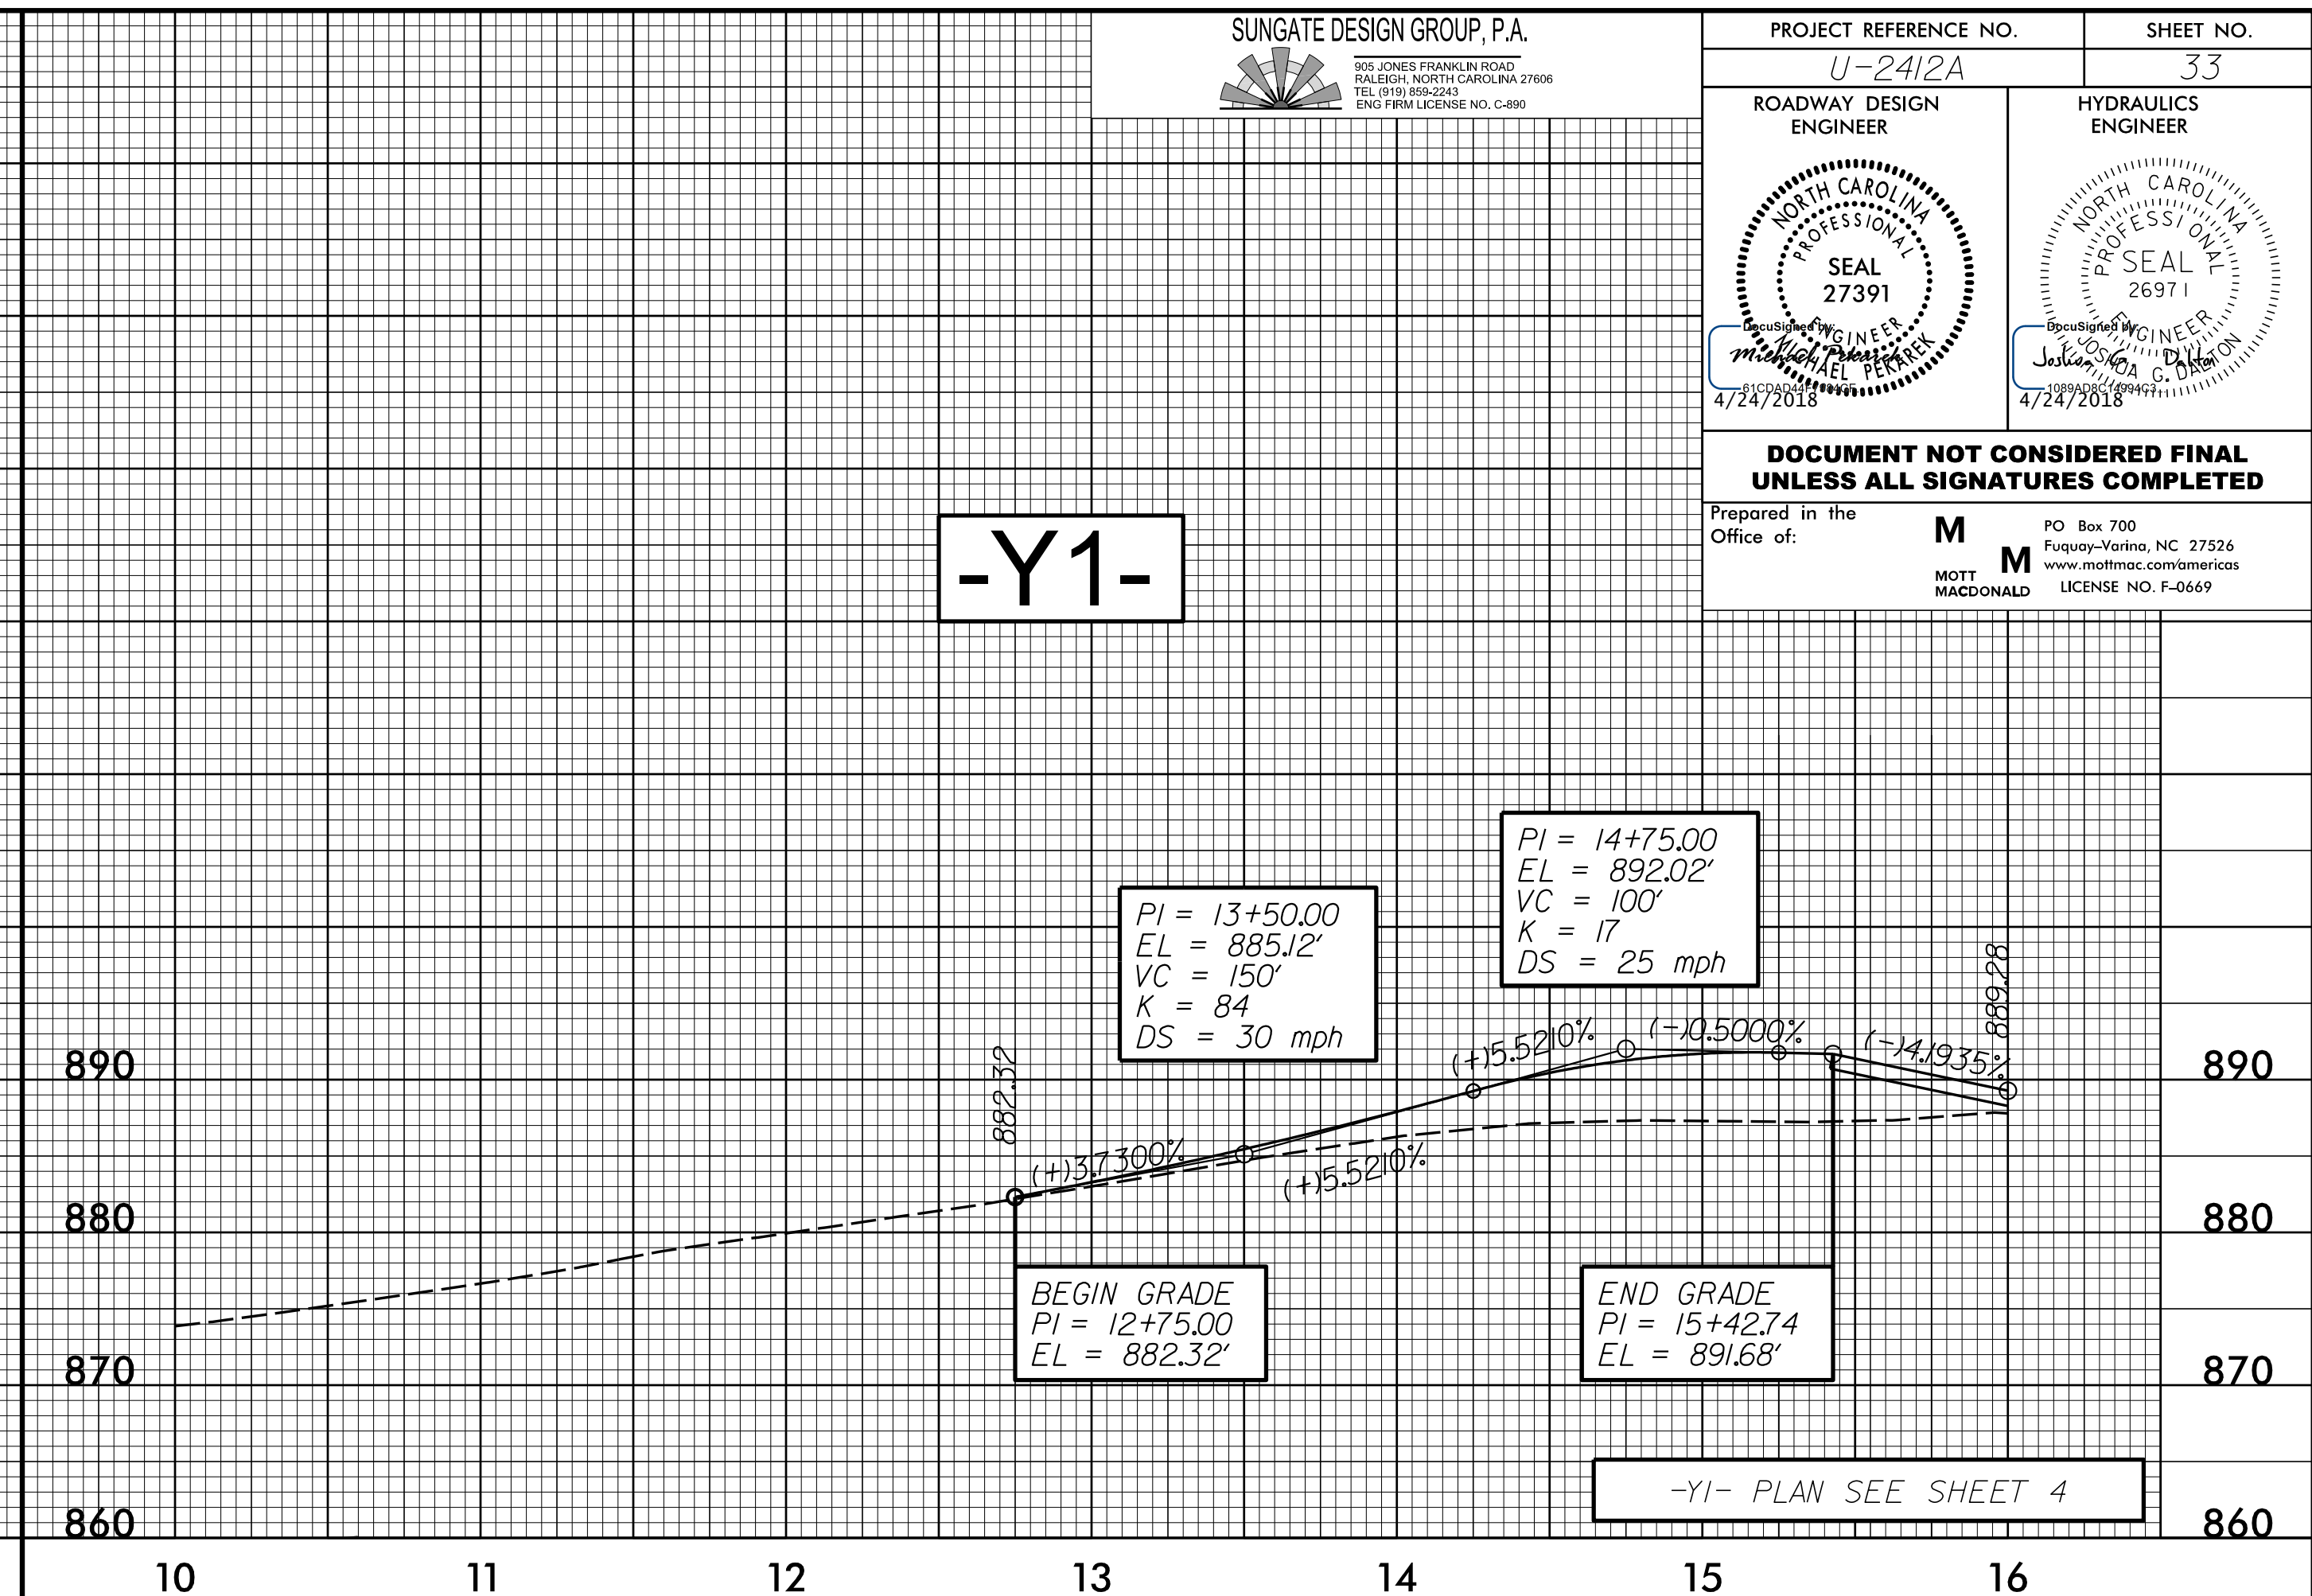 SUNGATE DESIGN GROUP, P.A.
905 JONES FRANKLIN ROAD
RALEIGH, NORTH CAROLINA 27606
TEL (919) 859-2243
ENG FIRM LICENSE NO. C-890
PROJECT REFERENCE NO.
SHEET NO.
U-2412A
33
ROADWAY DESIGN
ENGINEER
HYDRAULICS
ENGINEER
NORTH CAROLINA
PROFESSIONAL
SEAL
27391
ENGINEER
MICHAEL PEKAREK
DocuSigned by:
Michael Pekarek
4/24/2018
NORTH CAROLINA
PROFESSIONAL
SEAL
26971
ENGINEER
JOSHUA G. DALTON
DocuSigned by:
Joshua G. Dalton
1089AD8C14994C3...
4/24/2018
DOCUMENT NOT CONSIDERED FINAL
UNLESS ALL SIGNATURES COMPLETED
Prepared in the
Office of:
M
M
MOTT
MACDONALD
PO Box 700
Fuquay-Varina, NC 27526
www.mottmac.com/americas
LICENSE NO. F-0669
-Y1-
PI = 14+75.00
EL = 892.02'
VC = 100'
K = 17
DS = 25 mph
PI = 13+50.00
EL = 885.12'
VC = 150'
K = 84
DS = 30 mph
889.28
882.32
(+)5.5210%
(-)0.5000%
(-)4.1935%
890
890
(+)3.7300%
(+)5.5210%
880
880
BEGIN GRADE
PI = 12+75.00
EL = 882.32'
END GRADE
PI = 15+42.74
EL = 891.68'
870
870
-Y1- PLAN SEE SHEET 4
860
860
10
11
12
13
14
15
16